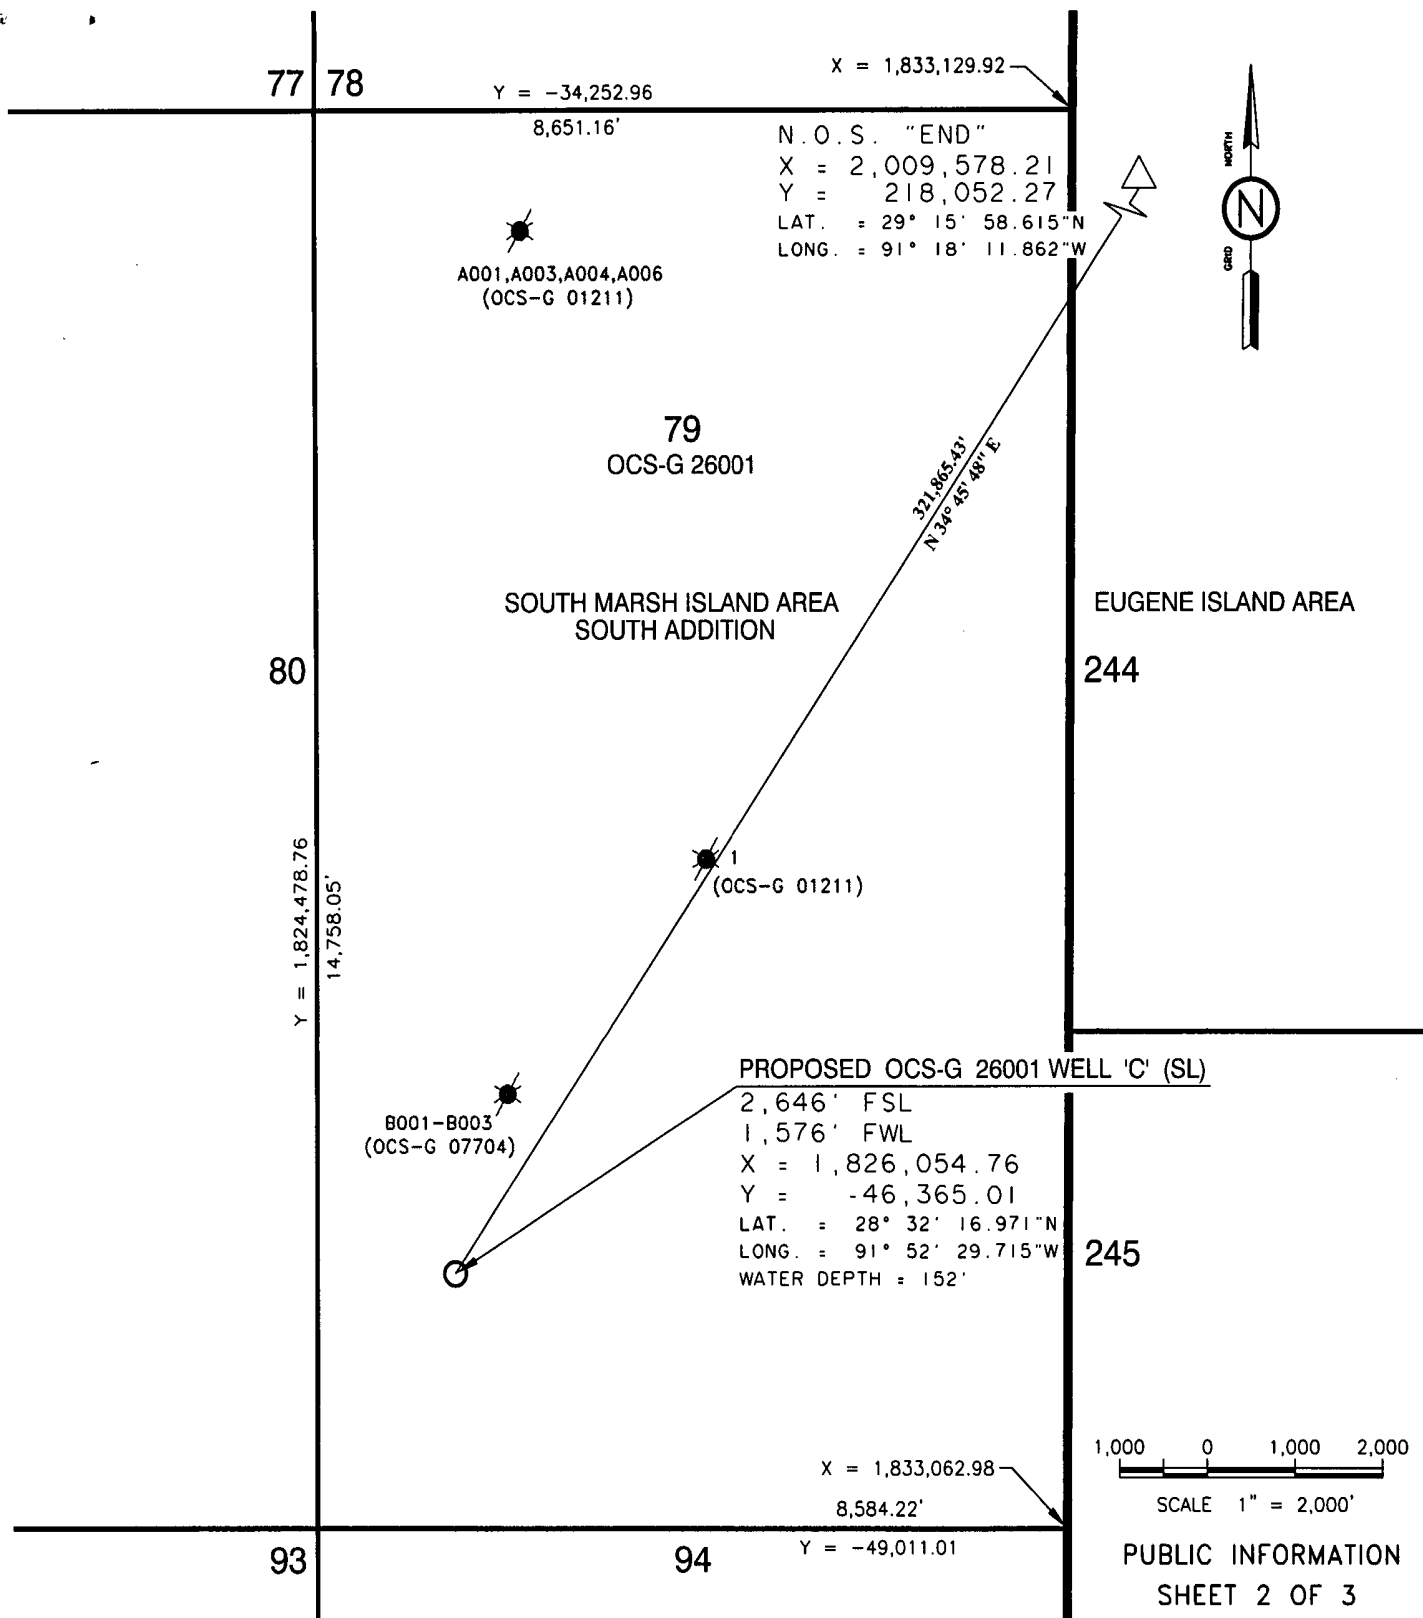 77 78
X = 1,833,129.92
Y = -34,252.96
8,651.16'
N.O.S. "END"
X = 2,009,578.21
Y = 218,052.27
LAT. = 29° 15' 58.615"N
LONG. = 91° 18' 11.862"W
NORTH
N
GRID
A001,A003,A004,A006
(OCS-G 01211)
79
OCS-G 26001
321,865.43'
N 34° 45' 48" E
SOUTH MARSH ISLAND AREA
SOUTH ADDITION
EUGENE ISLAND AREA
80
244
Y = 1,824,478.76
14,758.05'
1
(OCS-G 01211)
PROPOSED OCS-G 26001 WELL 'C' (SL)
2,646' FSL
1,576' FWL
X = 1,826,054.76
Y = -46,365.01
LAT. = 28° 32' 16.971"N
LONG. = 91° 52' 29.715"W
WATER DEPTH = 152'
B001-B003
(OCS-G 07704)
245
1,000 0 1,000 2,000
SCALE 1" = 2,000'
X = 1,833,062.98
8,584.22'
Y = -49,011.01
93
94
PUBLIC INFORMATION
SHEET 2 OF 3